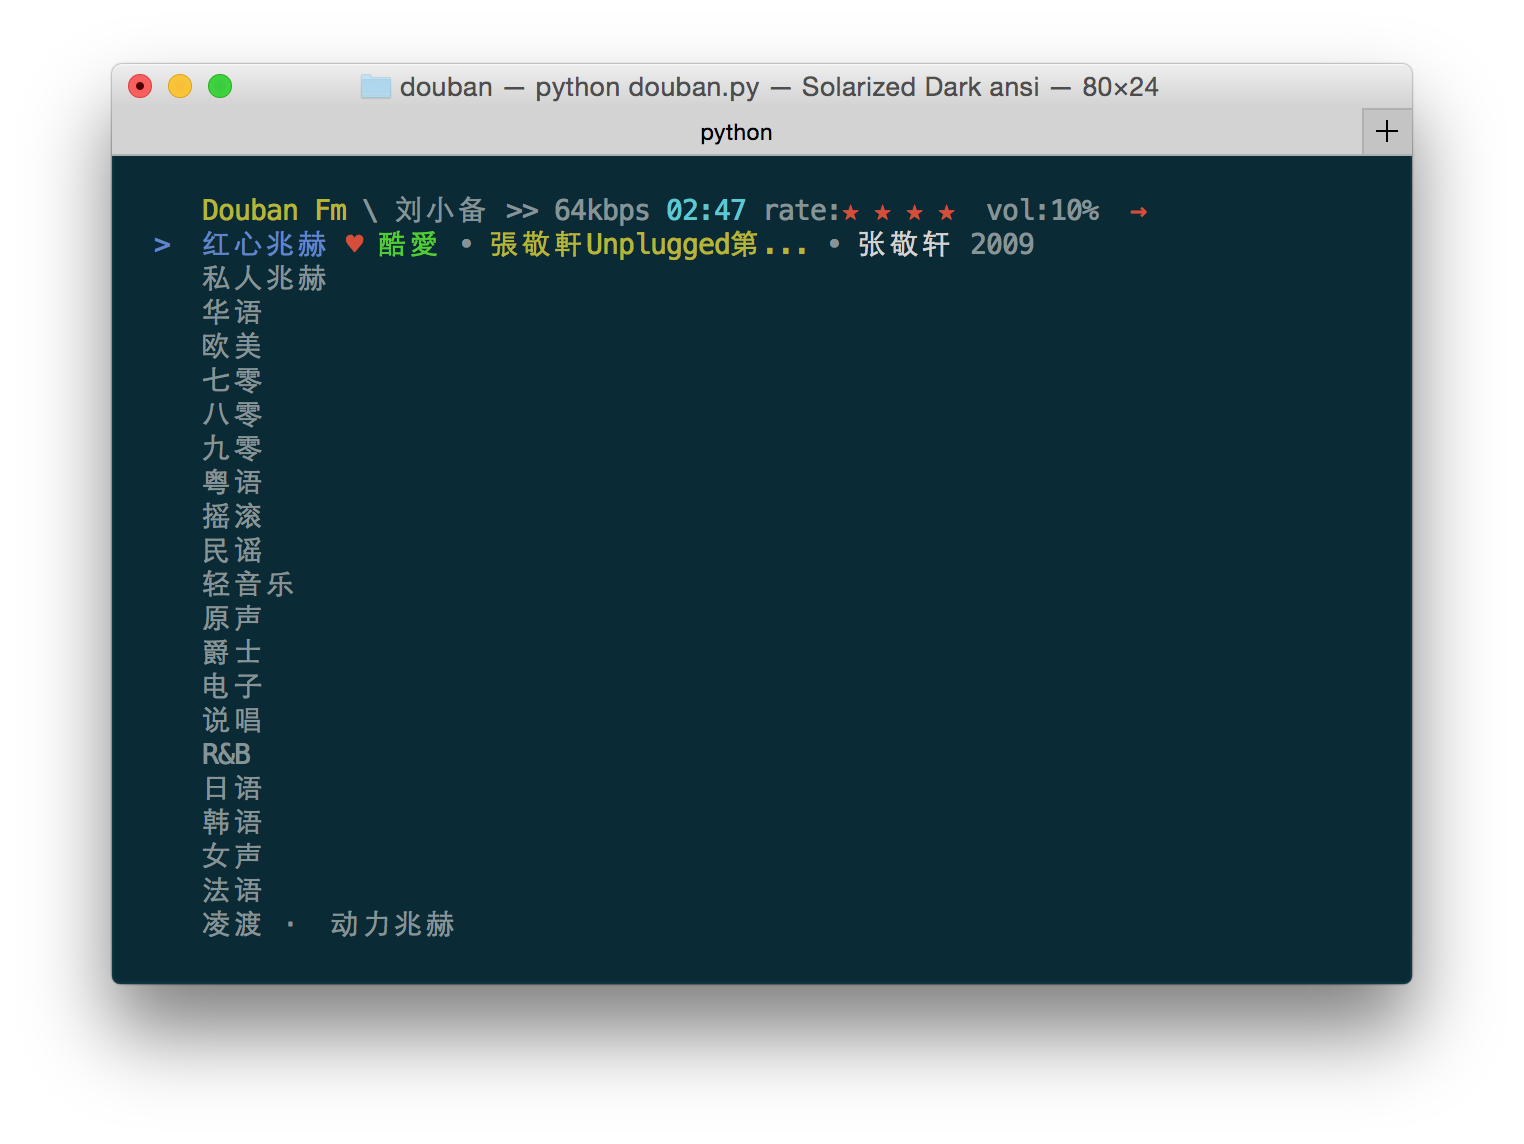 douban — python douban.py — Solarized Dark ansi — 80×24
python
+
Douban Fm \ 刘小备 >> 64kbps 02:47 rate:★ ★ ★ ★ vol:10% →
> 红心兆赫 ♥ 酷愛 • 張敬軒Unplugged第... • 张敬轩 2009
私人兆赫
华语
欧美
七零
八零
九零
粤语
摇滚
民谣
轻音乐
原声
爵士
电子
说唱
R&B
日语
韩语
女声
法语
凌渡 · 动力兆赫